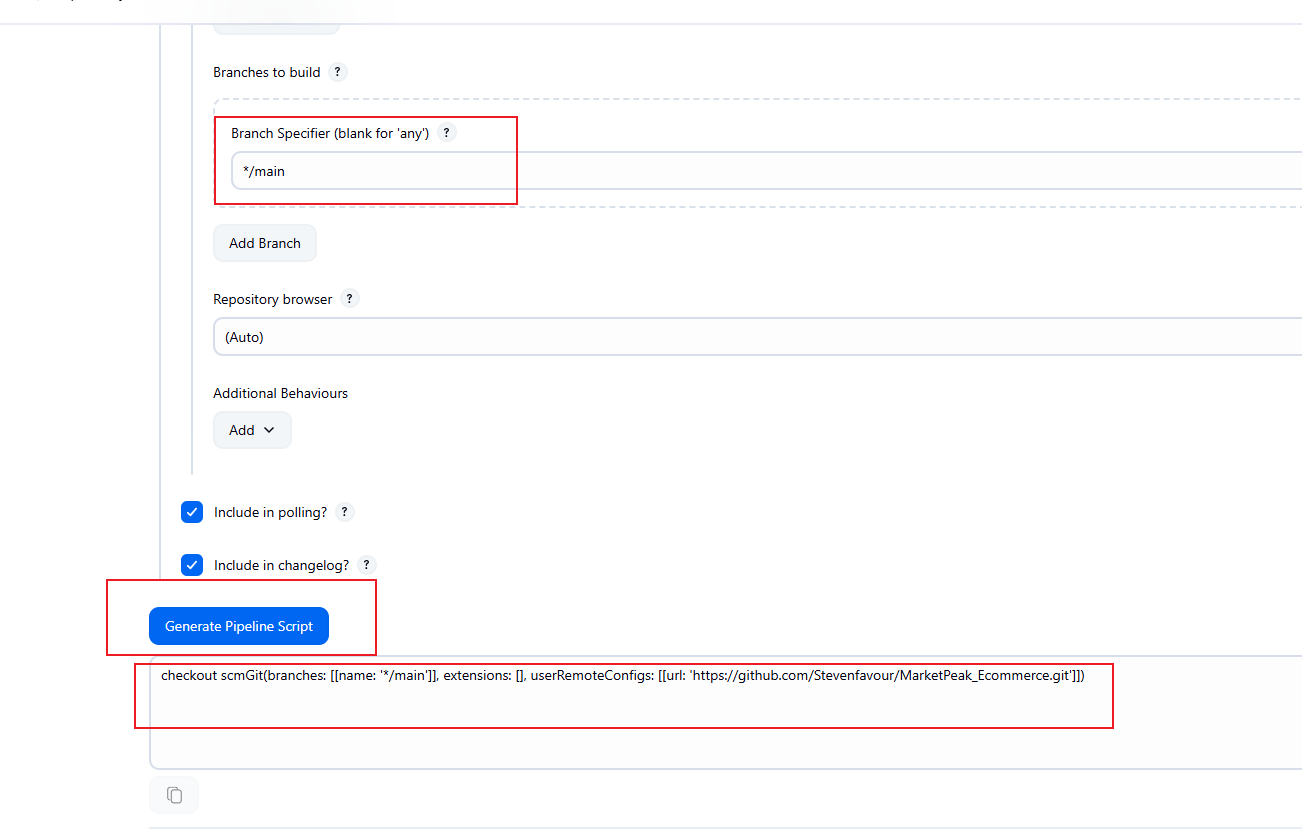 Branches to build ?
Branch Specifier (blank for 'any') ?
*/main
Add Branch
Repository browser ?
(Auto)
Additional Behaviours
Add
Include in polling? ?
Include in changelog? ?
Generate Pipeline Script
checkout scmGit(branches: [[name: '*/main']], extensions: [], userRemoteConfigs: [[url: 'https://github.com/Stevenfavour/MarketPeak_Ecommerce.git']])